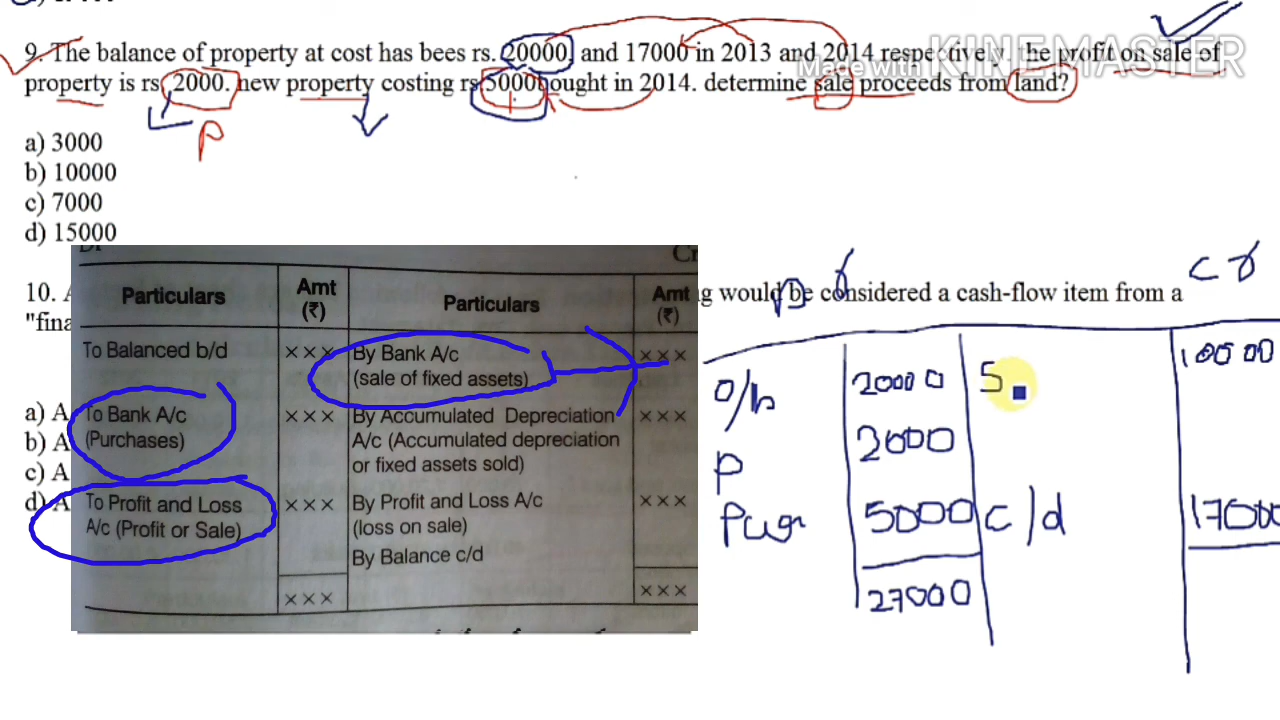 9. The balance of property at cost has bees rs. 20000 and 17000 in 2013 and 2014 respectively the profit on sale of
Made with KINEMASTER
property is rs 2000. new property costing rs 5000 bought in 2014. determine sale proceeds from land?
p
a) 3000
b) 10000
c) 7000
d) 15000
Cr
Particulars Amt (₹) Particulars Amt (₹)
To Balanced b/d ××× By Bank A/c ×××
(sale of fixed assets)
To Bank A/c ××× By Accumulated Depreciation ×××
(Purchases) A/c (Accumulated depreciation
or fixed assets sold)
To Profit and Loss ××× By Profit and Loss A/c ×××
A/c (Profit or Sale) (loss on sale)
By Balance c/d
××× ×××
10. g would be considered a cash-flow item from a
"fina
a) A
b) A
c) A
d) A
Dr Cr
O/b 20000 S 10000
P 2000
Pur 5000 c/d 17000
27000